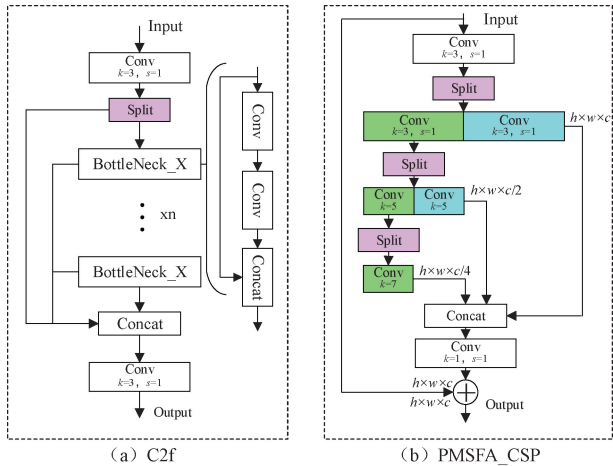 Input
Conv
k=3, s=1
Split
BottleNeck_X
xn
BottleNeck_X
Concat
Conv
k=3, s=1
Output
Conv
Conv
Concat
(a) C2f
Input
Conv
k=3, s=1
Split
Conv
k=3, s=1
Conv
k=3, s=1
h×w×c
Split
Conv
k=5
Conv
k=5
h×w×c/2
Split
Conv
k=7
h×w×c/4
Concat
Conv
k=1, s=1
h×w×c
h×w×c
Output
(b) PMSFA_CSP